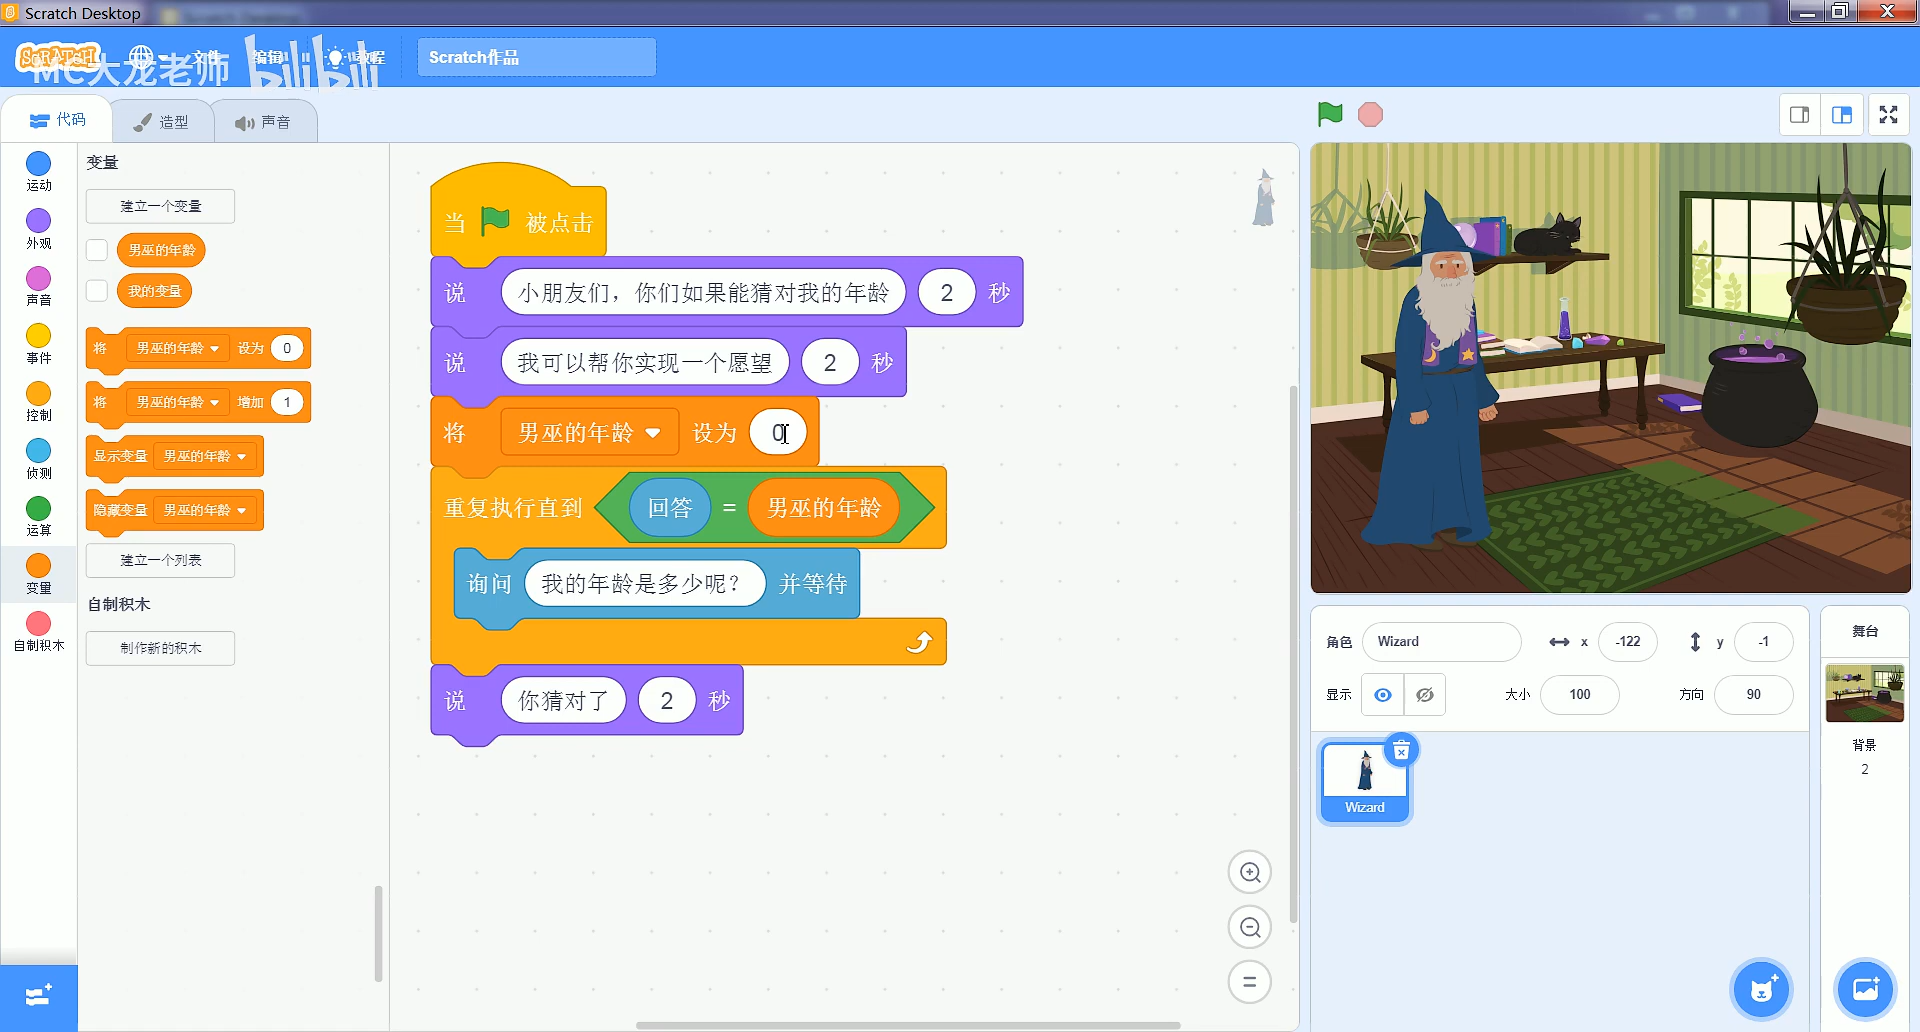 Scratch Desktop
SCRATCH
文件
编辑
教程
Scratch作品
MC大龙老师
bilibili
代码
造型
声音
运动
外观
声音
事件
控制
侦测
运算
变量
自制积木
变量
建立一个变量
男巫的年龄
我的变量
将 男巫的年龄 设为 0
将 男巫的年龄 增加 1
显示变量 男巫的年龄
隐藏变量 男巫的年龄
建立一个列表
自制积木
制作新的积木
当 被点击
说 小朋友们，你们如果能猜对我的年龄 2 秒
说 我可以帮你实现一个愿望 2 秒
将 男巫的年龄 设为 0
重复执行直到 回答 = 男巫的年龄
询问 我的年龄是多少呢？ 并等待
说 你猜对了 2 秒
角色 Wizard x -122 y -1
显示 大小 100 方向 90
Wizard
舞台
背景
2